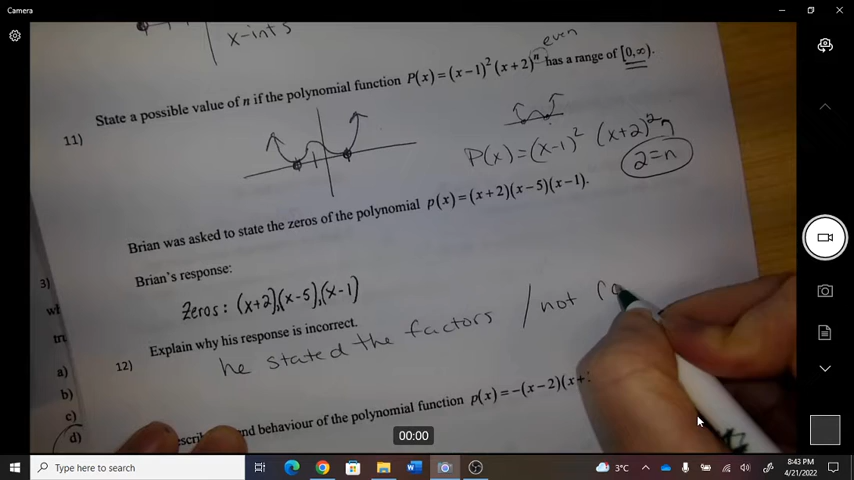 Camera
x-ints
even
State a possible value of n if the polynomial function P(x) = (x−1)² (x+2)ⁿ has a range of [0,∞).
11)
P(x) = (x−1)² (x+2)² n
2 = n
Brian was asked to state the zeros of the polynomial p(x) = (x+2)(x−5)(x−1).
Brian's response:
Zeros: (x+2),(x−5),(x−1)
Explain why his response is incorrect.
he stated the factors / not
12)
end behaviour of the polynomial function p(x) = −(x−2)(x+
3)
a)
b)
c)
d)
00:00
Type here to search
3°C
8:43 PM
4/21/2022